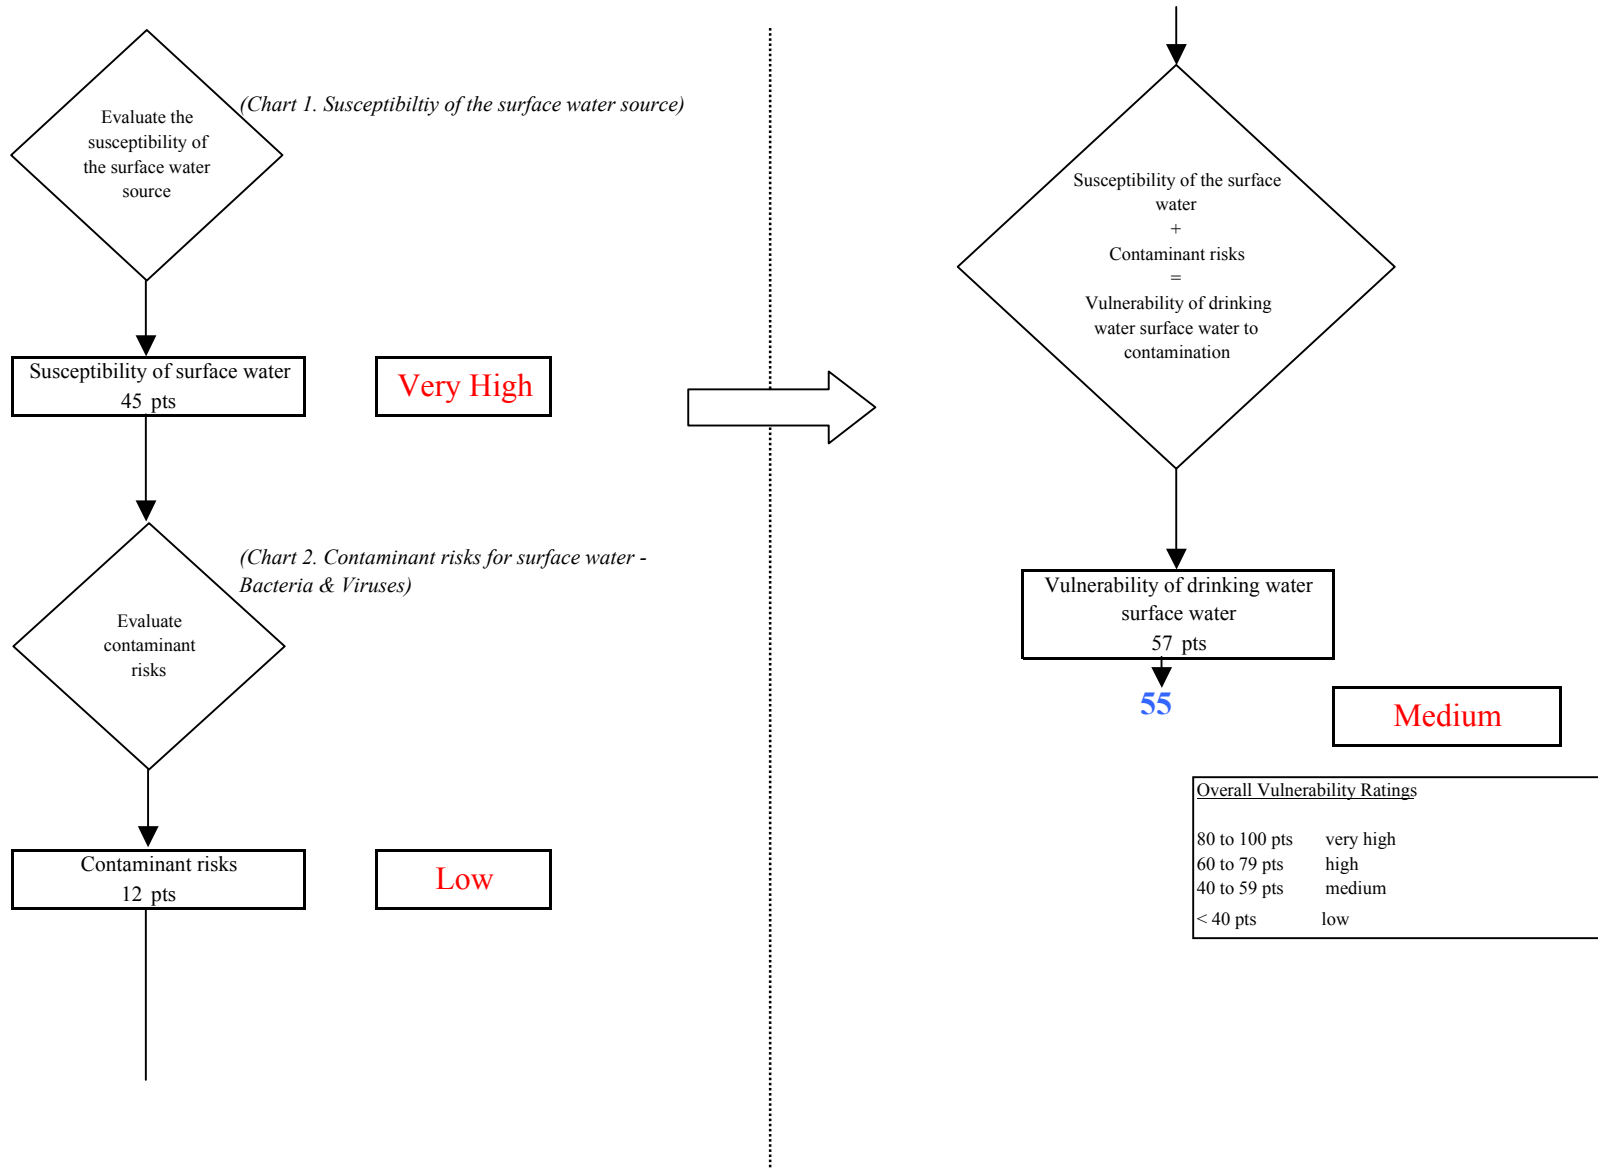 Evaluate the
susceptibility of
the surface water
source
(Chart 1. Susceptibiltiy of the surface water source)
Susceptibility of surface water
45 pts
Very High
(Chart 2. Contaminant risks for surface water -
Bacteria & Viruses)
Evaluate
contaminant
risks
Contaminant risks
12 pts
Low
Susceptibility of the surface
water
+
Contaminant risks
=
Vulnerability of drinking
water surface water to
contamination
Vulnerability of drinking water
surface water
57 pts
55
Medium
Overall Vulnerability Ratings
80 to 100 pts very high
60 to 79 pts high
40 to 59 pts medium
< 40 pts low